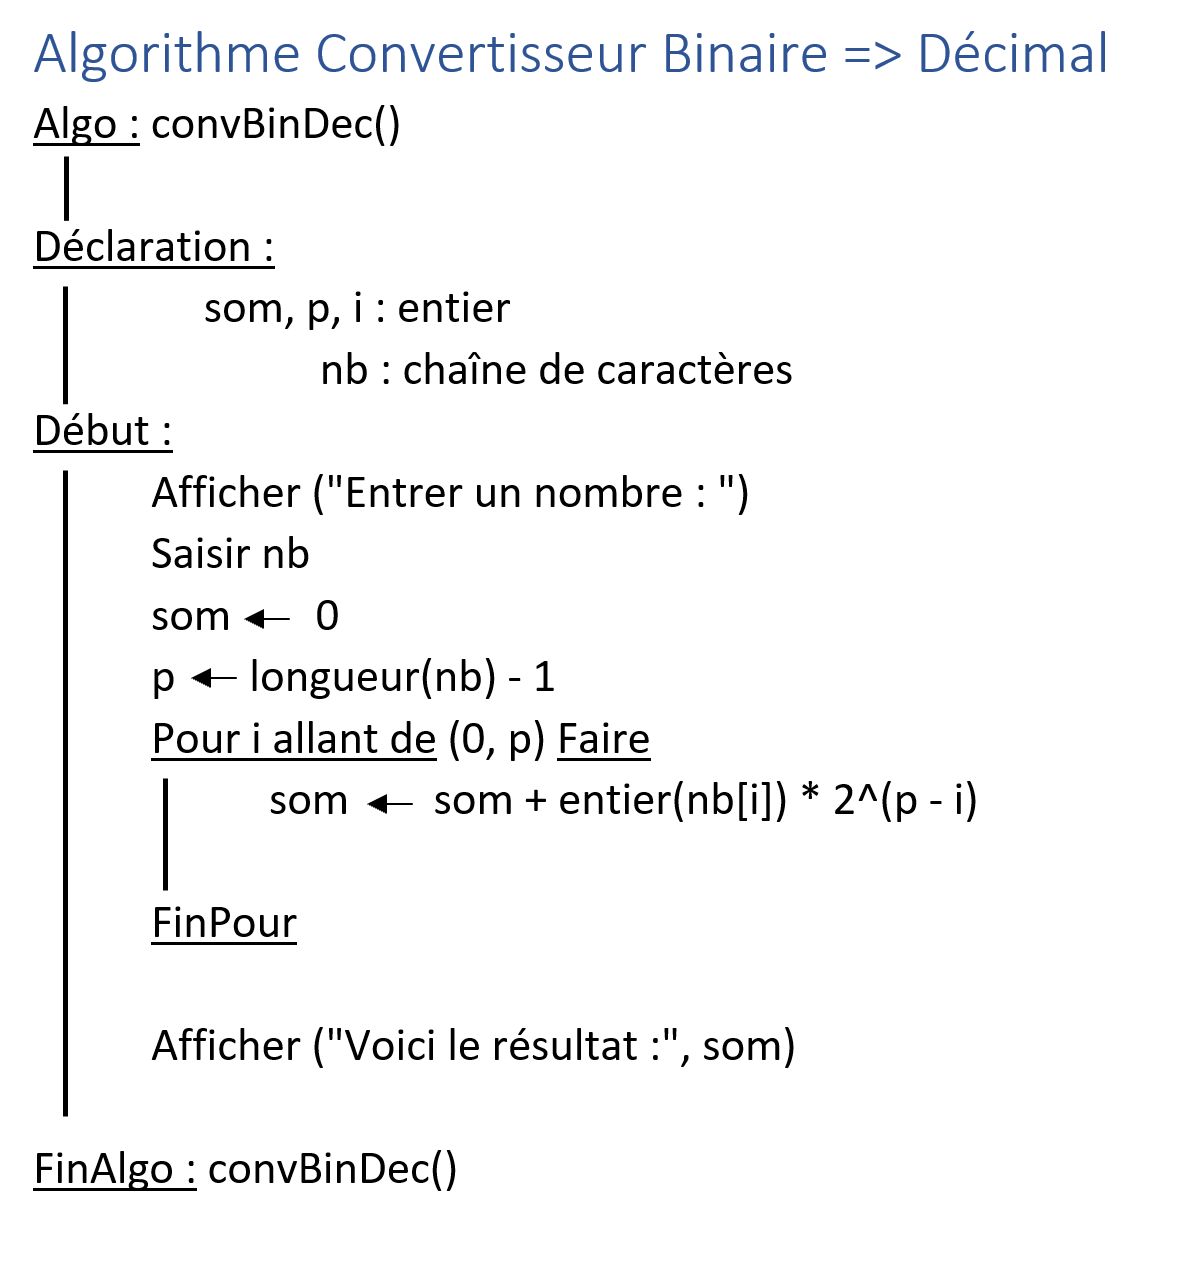 Algorithme Convertisseur Binaire => Décimal
Algo : convBinDec()
Déclaration :
som, p, i : entier
nb : chaîne de caractères
Début :
Afficher ("Entrer un nombre : ")
Saisir nb
som ← 0
p ← longueur(nb) - 1
Pour i allant de (0, p) Faire
som ← som + entier(nb[i]) * 2^(p - i)
FinPour
Afficher ("Voici le résultat :", som)
FinAlgo : convBinDec()